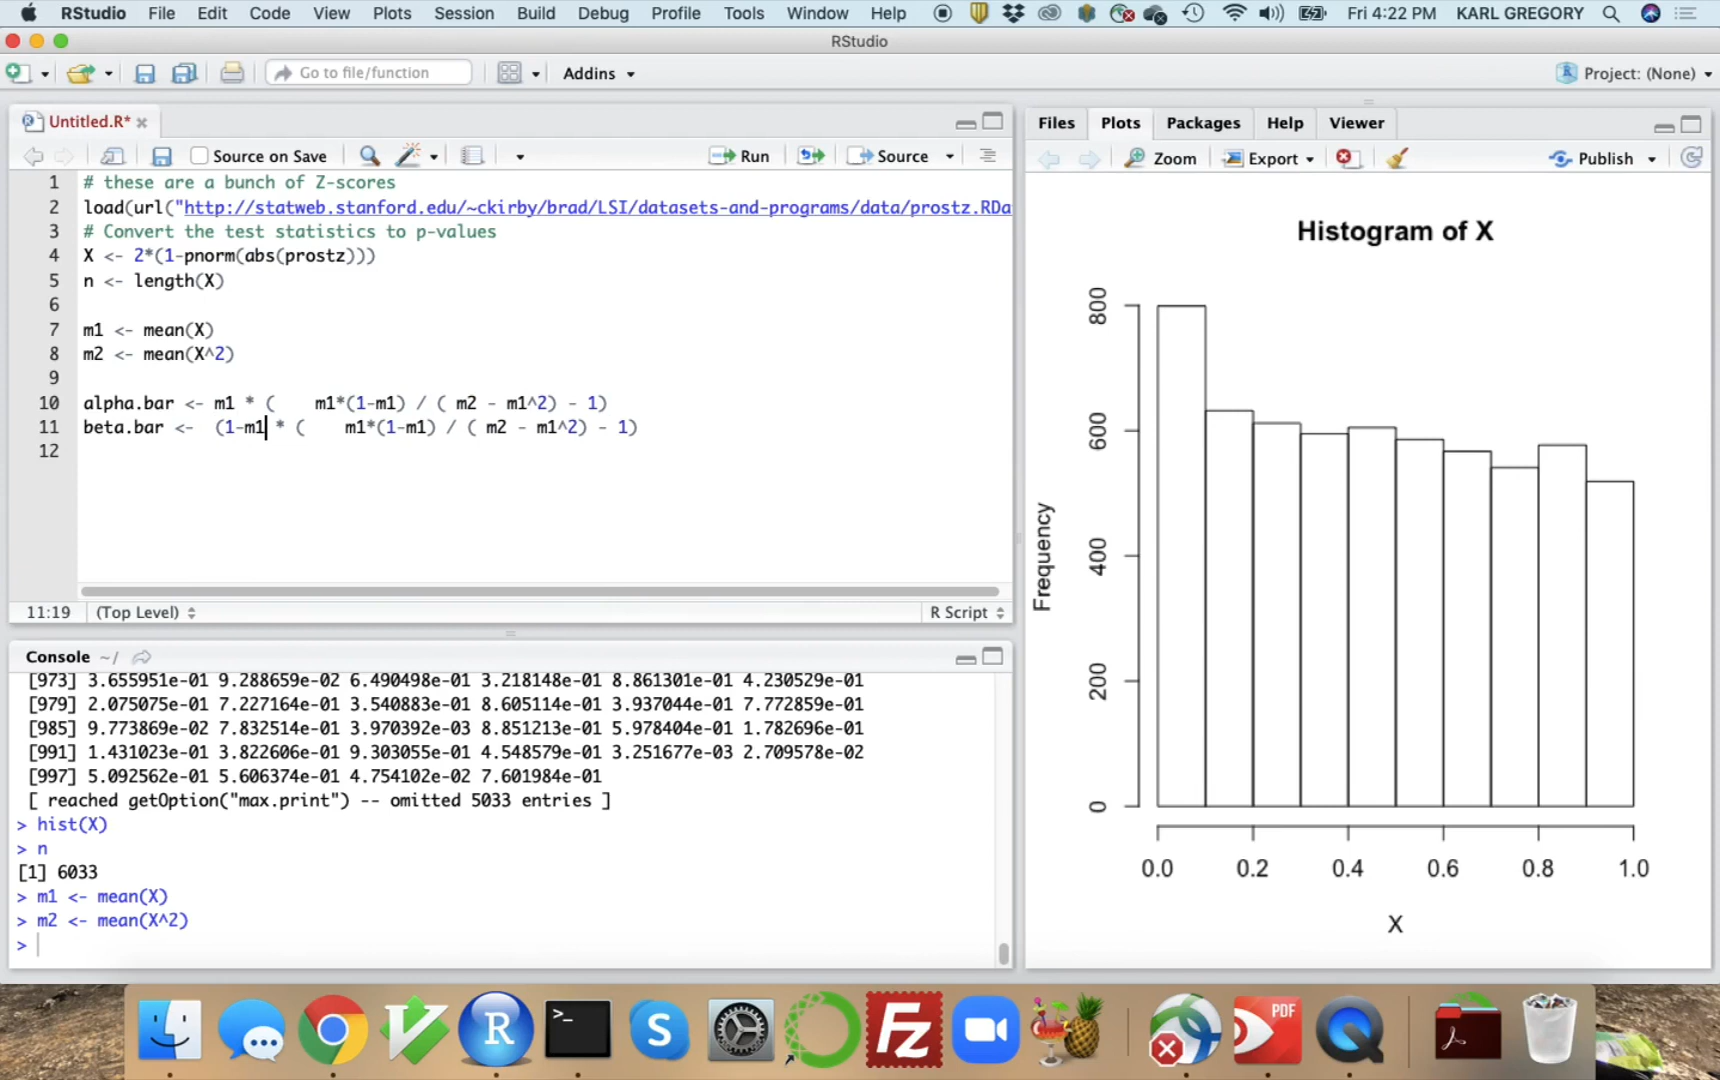 RStudio File Edit Code View Plots Session Build Debug Profile Tools Window Help Fri 4:22 PM KARL GREGORY
RStudio
Go to file/function Addins Project: (None)
Untitled.R*
Source on Save Run Source
1 # these are a bunch of Z-scores
2 load(url("http://statweb.stanford.edu/~ckirby/brad/LSI/datasets-and-programs/data/prostz.RDa
3 # Convert the test statistics to p-values
4 X <- 2*(1-pnorm(abs(prostz)))
5 n <- length(X)
6
7 m1 <- mean(X)
8 m2 <- mean(X^2)
9
10 alpha.bar <- m1 * (    m1*(1-m1) / ( m2 - m1^2) - 1)
11 beta.bar <-  (1-m1 * (    m1*(1-m1) / ( m2 - m1^2) - 1)
12
11:19 (Top Level) R Script
Console ~/
[973] 3.655951e-01 9.288659e-02 6.490498e-01 3.218148e-01 8.861301e-01 4.230529e-01
[979] 2.075075e-01 7.227164e-01 3.540883e-01 8.605114e-01 3.937044e-01 7.772859e-01
[985] 9.773869e-02 7.832514e-01 3.970392e-03 8.851213e-01 5.978404e-01 1.782696e-01
[991] 1.431023e-01 3.822606e-01 9.303055e-01 4.548579e-01 3.251677e-03 2.709578e-02
[997] 5.092562e-01 5.606374e-01 4.754102e-02 7.601984e-01
[ reached getOption("max.print") -- omitted 5033 entries ]
> hist(X)
> n
[1] 6033
> m1 <- mean(X)
> m2 <- mean(X^2)
>
Files Plots Packages Help Viewer
Zoom Export Publish
Histogram of X
Frequency
800
600
400
200
0
0.0 0.2 0.4 0.6 0.8 1.0
X
R >_ S Fz PDF